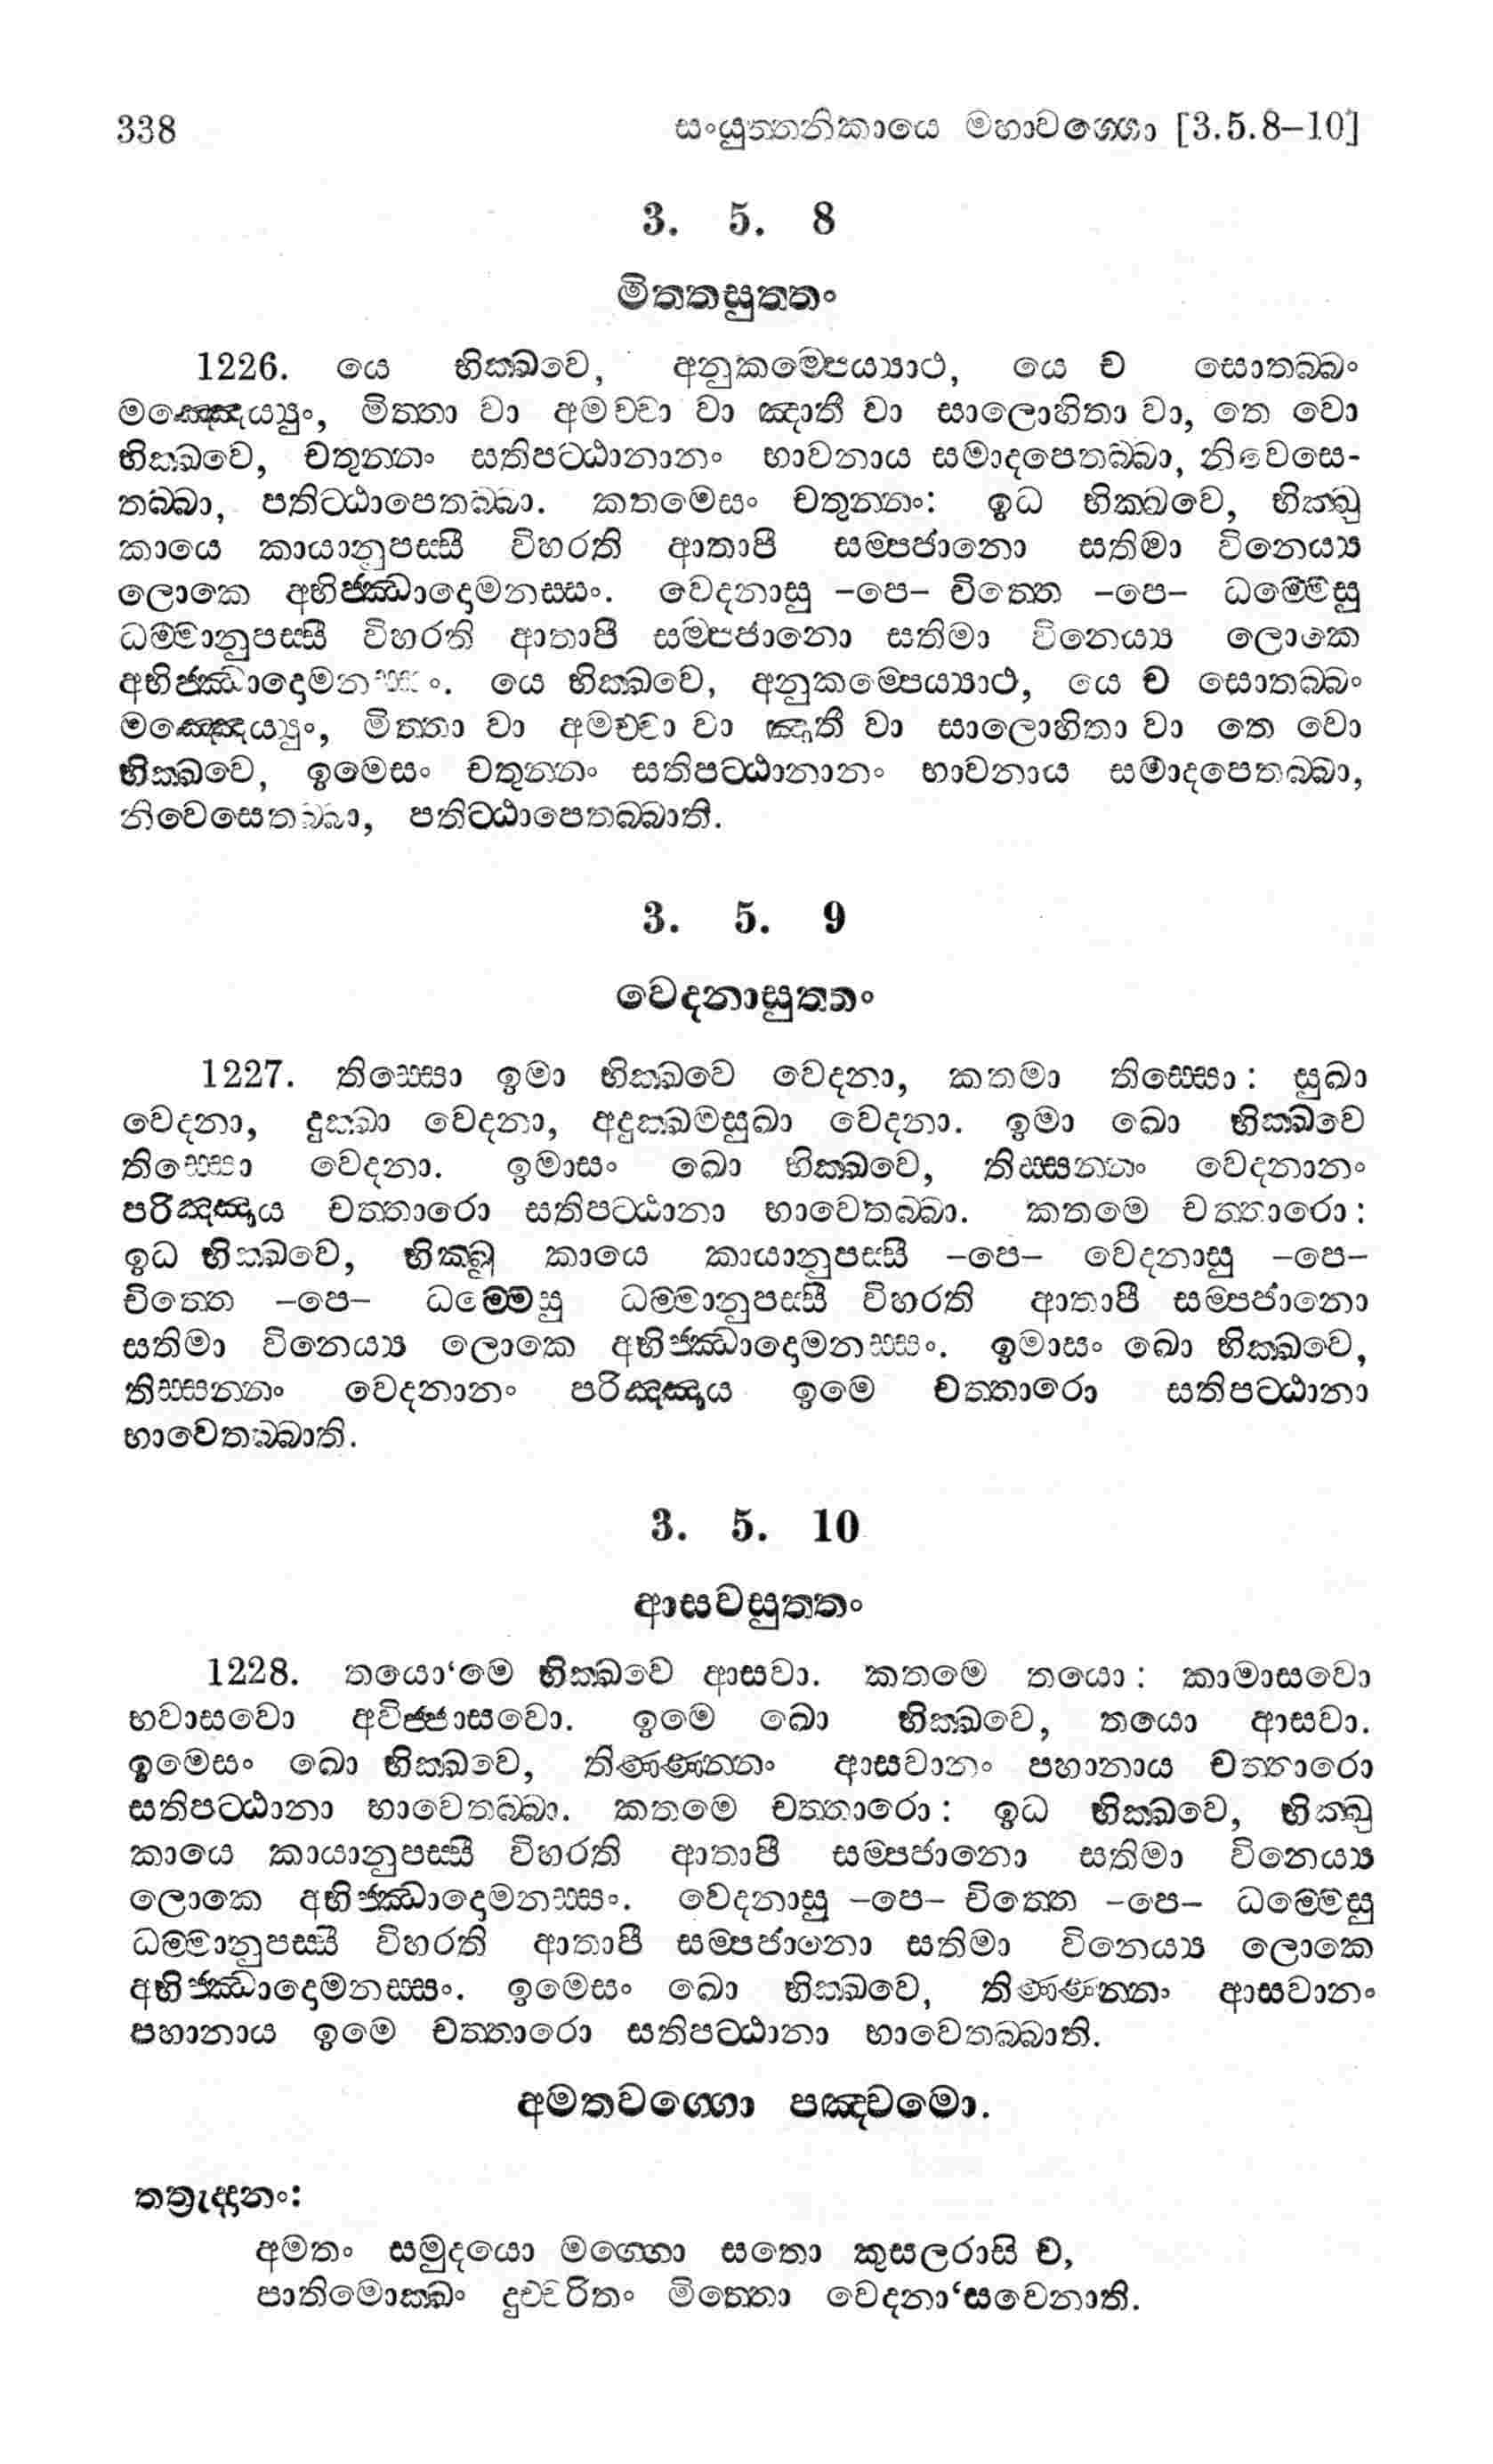 338 සංයුත්තනිකායෙ මහාවග්ගො [3.5.8–10]
3. 5. 8
මිත්තසුත්තං
1226. යෙ භික්ඛවෙ, අනුකම්පෙය්‍යාථ, යෙ ච සොතබ්බං
මඤ්ඤෙය්‍යුං, මිත්තා වා අමච්චා වා ඤාතී වා සාලොහිතා වා, තෙ වො
භික්ඛවෙ, චතුන්නං සතිපට්ඨානානං භාවනාය සමාදපෙතබ්බා, නිවෙසෙ-
තබ්බා, පතිට්ඨාපෙතබ්බා. කතමෙසං චතුන්නං: ඉධ භික්ඛවෙ, භික්ඛු
කායෙ කායානුපස්සී විහරති ආතාපී සම්පජානො සතිමා විනෙය්‍ය
ලොකෙ අභිජ්ඣාදොමනස්සං. වෙදනාසු –පෙ– චිත්තෙ –පෙ– ධම්මෙසු
ධම්මානුපස්සී විහරති ආතාපී සම්පජානො සතිමා විනෙය්‍ය ලොකෙ
අභිජ්ඣාදොමනස්සං. යෙ භික්ඛවෙ, අනුකම්පෙය්‍යාථ, යෙ ච සොතබ්බං
මඤ්ඤෙය්‍යුං, මිත්තා වා අමච්චා වා ඤාතී වා සාලොහිතා වා තෙ වො
භික්ඛවෙ, ඉමෙසං චතුන්නං සතිපට්ඨානානං භාවනාය සමාදපෙතබ්බා,
නිවෙසෙතබ්බා, පතිට්ඨාපෙතබ්බාති.
3. 5. 9
වෙදනාසුත්තං
1227. තිස්සො ඉමා භික්ඛවෙ වෙදනා, කතමා තිස්සො: සුඛා
වෙදනා, දුක්ඛා වෙදනා, අදුක්ඛමසුඛා වෙදනා. ඉමා ඛො භික්ඛවෙ
තිස්සො වෙදනා. ඉමාසං ඛො භික්ඛවෙ, තිස්සන්නං වෙදනානං
පරිඤ්ඤාය චත්තාරො සතිපට්ඨානා භාවෙතබ්බා. කතමෙ චත්තාරො:
ඉධ භික්ඛවෙ, භික්ඛු කායෙ කායානුපස්සී –පෙ– වෙදනාසු –පෙ–
චිත්තෙ –පෙ– ධම්මෙසු ධම්මානුපස්සී විහරති ආතාපී සම්පජානො
සතිමා විනෙය්‍ය ලොකෙ අභිජ්ඣාදොමනස්සං. ඉමාසං ඛො භික්ඛවෙ,
තිස්සන්නං වෙදනානං පරිඤ්ඤාය ඉමෙ චත්තාරො සතිපට්ඨානා
භාවෙතබ්බාති.
3. 5. 10
ආසවසුත්තං
1228. තයො‘මෙ භික්ඛවෙ ආසවා. කතමෙ තයො: කාමාසවො
භවාසවො අවිජ්ජාසවො. ඉමෙ ඛො භික්ඛවෙ, තයො ආසවා.
ඉමෙසං ඛො භික්ඛවෙ, තිණ්ණන්නං ආසවානං පහානාය චත්තාරො
සතිපට්ඨානා භාවෙතබ්බා. කතමෙ චත්තාරො: ඉධ භික්ඛවෙ, භික්ඛු
කායෙ කායානුපස්සී විහරති ආතාපී සම්පජානො සතිමා විනෙය්‍ය
ලොකෙ අභිජ්ඣාදොමනස්සං. වෙදනාසු –පෙ– චිත්තෙ –පෙ– ධම්මෙසු
ධම්මානුපස්සී විහරති ආතාපී සම්පජානො සතිමා විනෙය්‍ය ලොකෙ
අභිජ්ඣාදොමනස්සං. ඉමෙසං ඛො භික්ඛවෙ, තිණ්ණන්නං ආසවානං
පහානාය ඉමෙ චත්තාරො සතිපට්ඨානා භාවෙතබ්බාති.
අමතවග්ගො පඤ්චමො.
තත්‍රුද්දානං:
අමතං සමුදයො මග්ගො සතො කුසලරාසි ච,
පාතිමොක්ඛං දුච්චරිතං මිත්තො වෙදනා‘සවෙනාති.